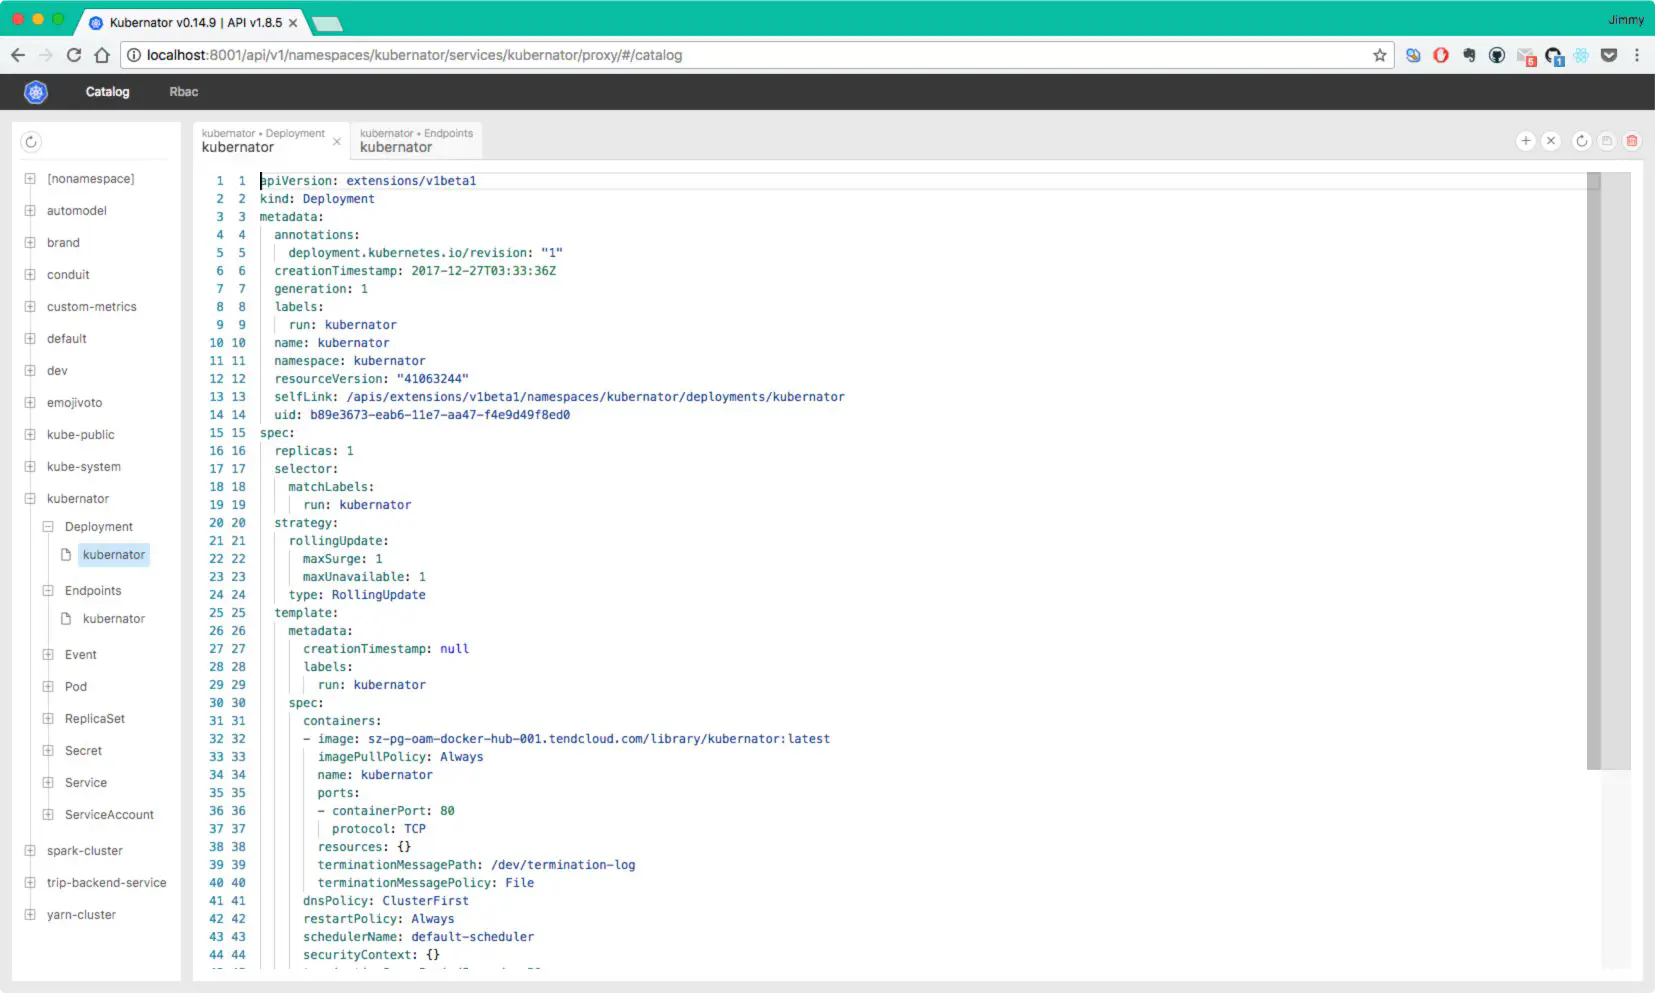 Kubernator v0.14.9 | API v1.8.5
Jimmy
localhost:8001/api/v1/namespaces/kubernator/services/kubernator/proxy/#/catalog
5
1
Catalog Rbac
[nonamespace]
automodel
brand
conduit
custom-metrics
default
dev
emojivoto
kube-public
kube-system
kubernator
Deployment
kubernator
Endpoints
kubernator
Event
Pod
ReplicaSet
Secret
Service
ServiceAccount
spark-cluster
trip-backend-service
yarn-cluster
kubernator • Deployment
kubernator
kubernator • Endpoints
kubernator
1 1 apiVersion: extensions/v1beta1
2 2 kind: Deployment
3 3 metadata:
4 4 annotations:
5 5 deployment.kubernetes.io/revision: "1"
6 6 creationTimestamp: 2017-12-27T03:33:36Z
7 7 generation: 1
8 8 labels:
9 9 run: kubernator
10 10 name: kubernator
11 11 namespace: kubernator
12 12 resourceVersion: "41063244"
13 13 selfLink: /apis/extensions/v1beta1/namespaces/kubernator/deployments/kubernator
14 14 uid: b89e3673-eab6-11e7-aa47-f4e9d49f8ed0
15 15 spec:
16 16 replicas: 1
17 17 selector:
18 18 matchLabels:
19 19 run: kubernator
20 20 strategy:
21 21 rollingUpdate:
22 22 maxSurge: 1
23 23 maxUnavailable: 1
24 24 type: RollingUpdate
25 25 template:
26 26 metadata:
27 27 creationTimestamp: null
28 28 labels:
29 29 run: kubernator
30 30 spec:
31 31 containers:
32 32 - image: sz-pg-oam-docker-hub-001.tendcloud.com/library/kubernator:latest
33 33 imagePullPolicy: Always
34 34 name: kubernator
35 35 ports:
36 36 - containerPort: 80
37 37 protocol: TCP
38 38 resources: {}
39 39 terminationMessagePath: /dev/termination-log
40 40 terminationMessagePolicy: File
41 41 dnsPolicy: ClusterFirst
42 42 restartPolicy: Always
43 43 schedulerName: default-scheduler
44 44 securityContext: {}